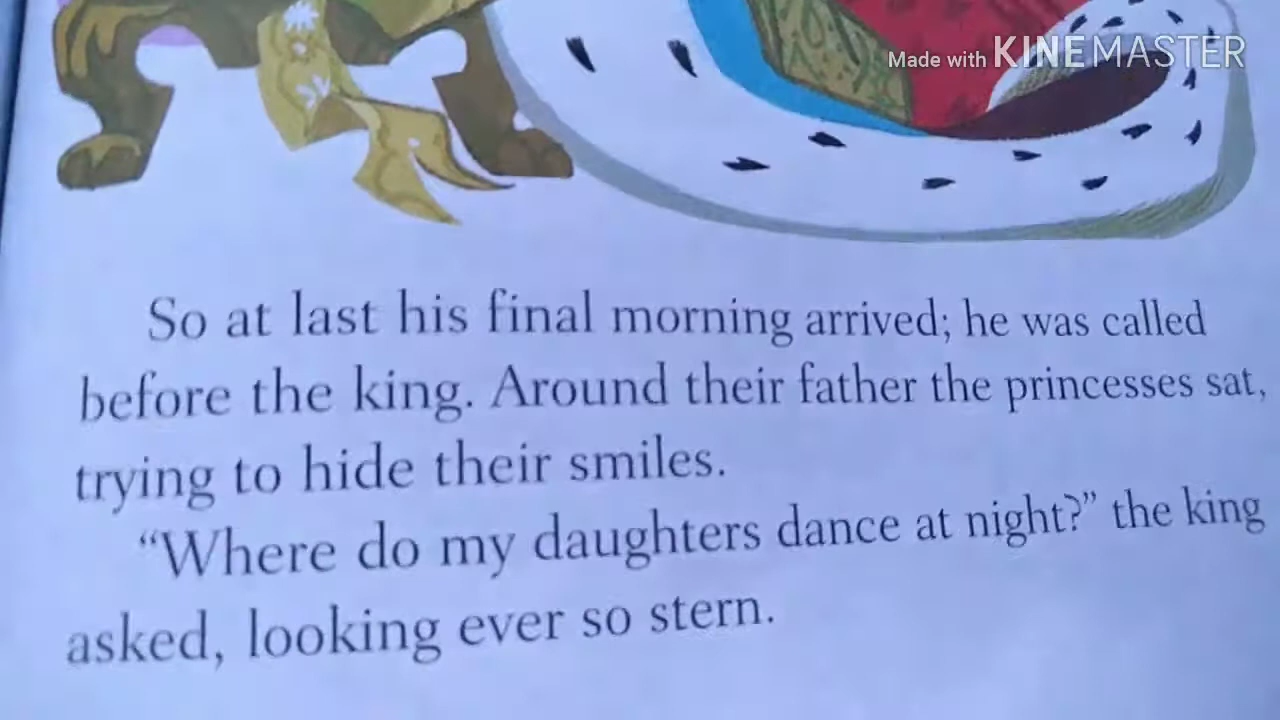 Made with KINEMASTER
So at last his final morning arrived; he was called
before the king. Around their father the princesses sat,
trying to hide their smiles.
“Where do my daughters dance at night?” the king
asked, looking ever so stern.